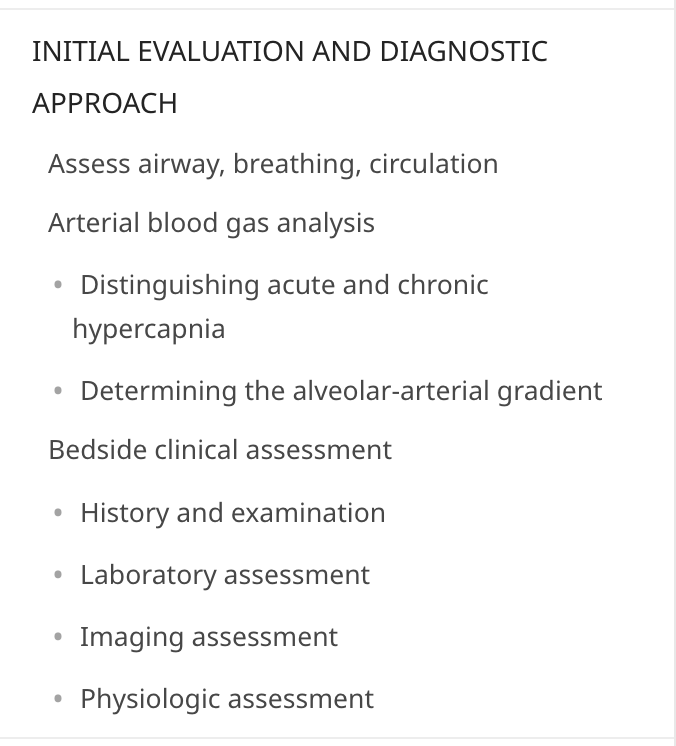 INITIAL EVALUATION AND DIAGNOSTIC
APPROACH
Assess airway, breathing, circulation
Arterial blood gas analysis
• Distinguishing acute and chronic
hypercapnia
• Determining the alveolar-arterial gradient
Bedside clinical assessment
• History and examination
• Laboratory assessment
• Imaging assessment
• Physiologic assessment